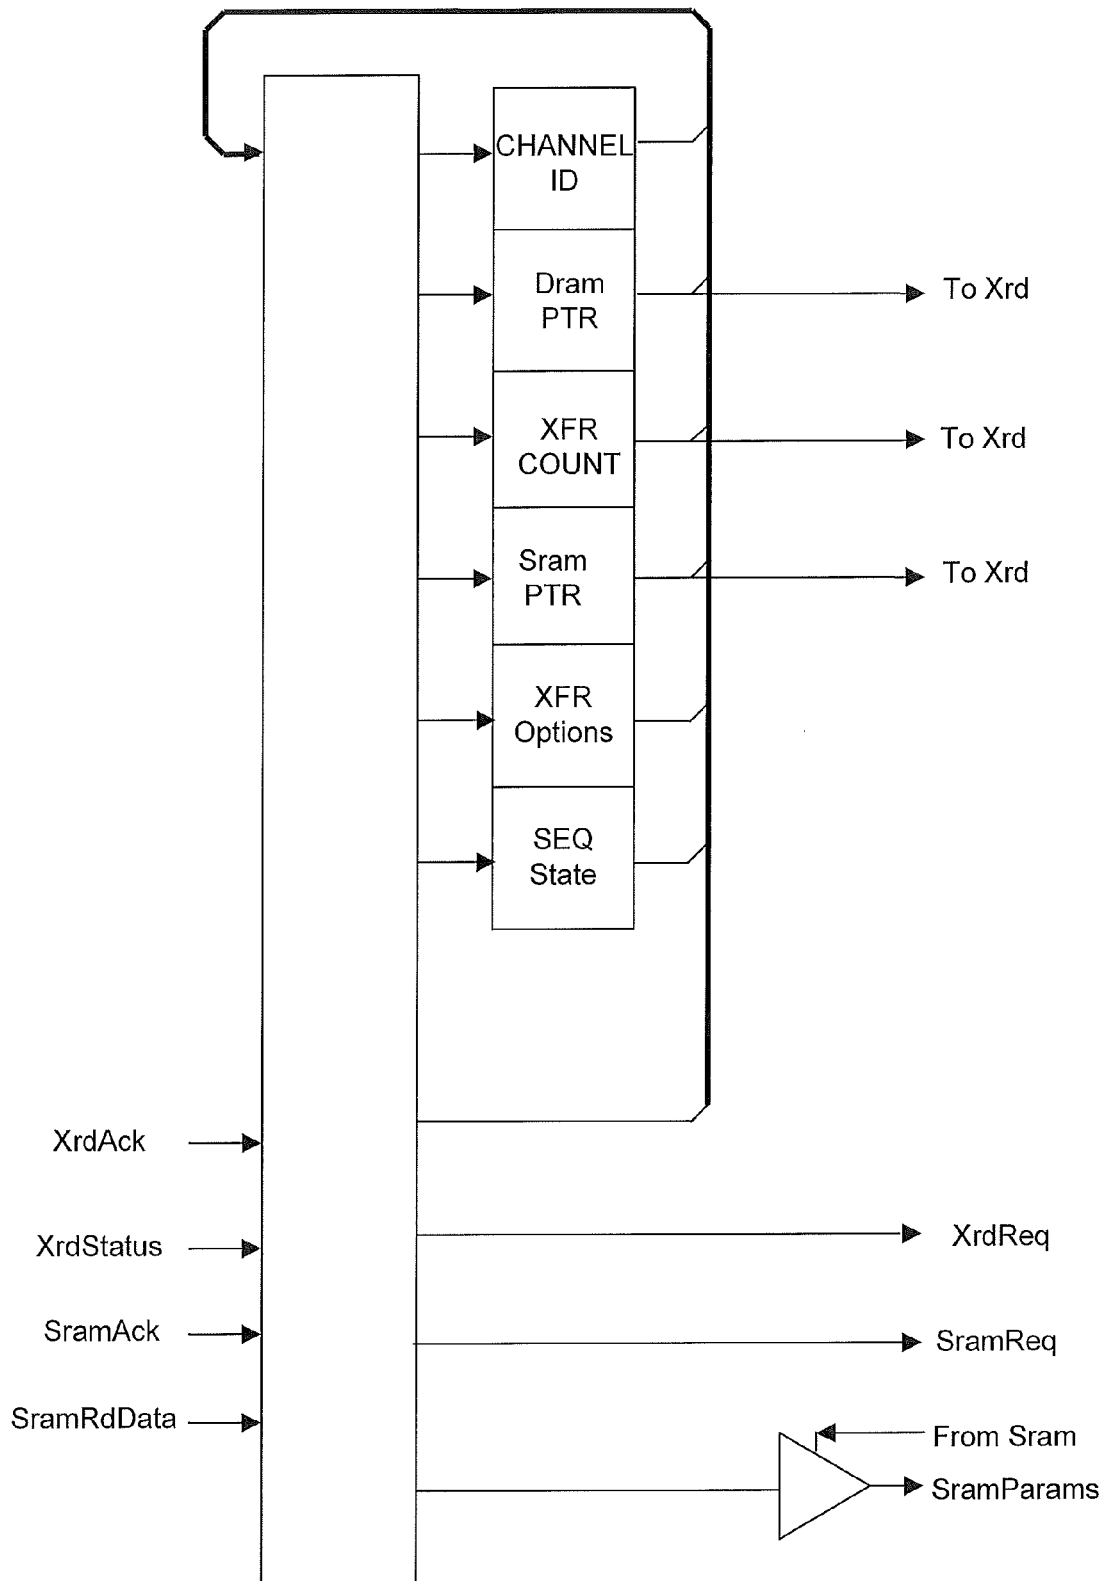 CHANNEL
ID
Dram
PTR
To Xrd
XFR
COUNT
To Xrd
Sram
PTR
To Xrd
XFR
Options
SEQ
State
XrdAck
XrdStatus
XrdReq
SramAck
SramReq
SramRdData
From Sram
SramParams